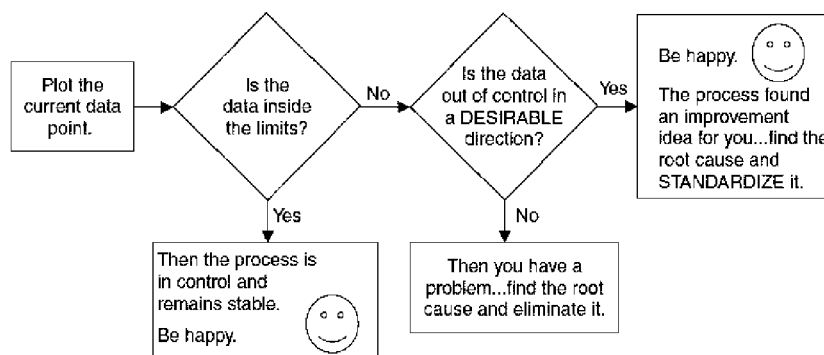 Plot the
current data
point.
Is the
data inside
the limits?
No
Is the data
out of control in
a DESIRABLE
direction?
Yes
Be happy.
The process found
an improvement
idea for you...find the
root cause and
STANDARDIZE it.
Yes
Then the process is
in control and
remains stable.
Be happy.
No
Then you have a
problem...find the root
cause and eliminate it.